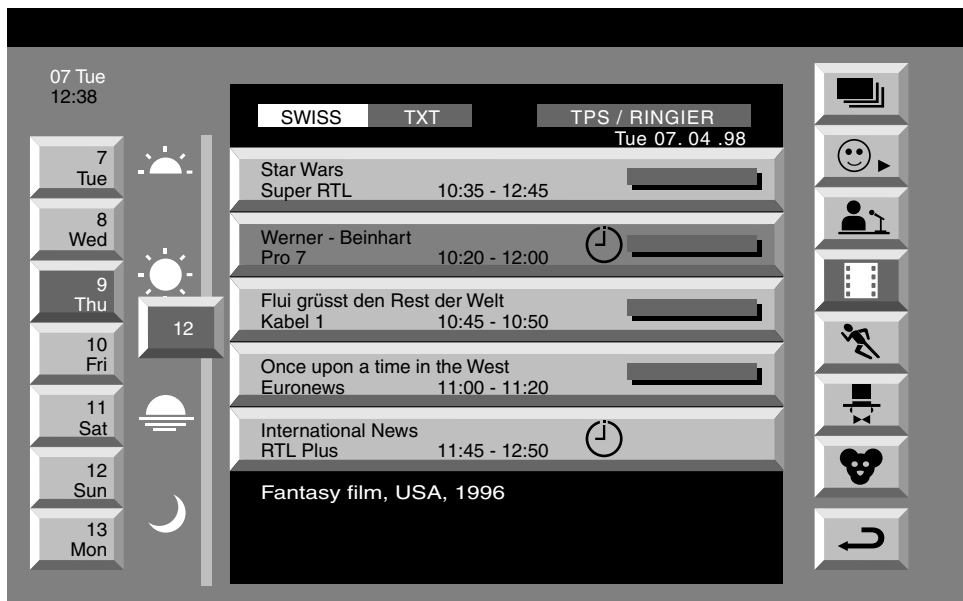 07 Tue
12:38
SWISS TXT TPS / RINGIER
Tue 07. 04 .98
7
Tue
8
Wed
9
Thu
10
Fri
11
Sat
12
Sun
13
Mon
12
Star Wars
Super RTL 10:35 - 12:45
Werner - Beinhart
Pro 7 10:20 - 12:00
Flui grüsst den Rest der Welt
Kabel 1 10:45 - 10:50
Once upon a time in the West
Euronews 11:00 - 11:20
International News
RTL Plus 11:45 - 12:50
Fantasy film, USA, 1996